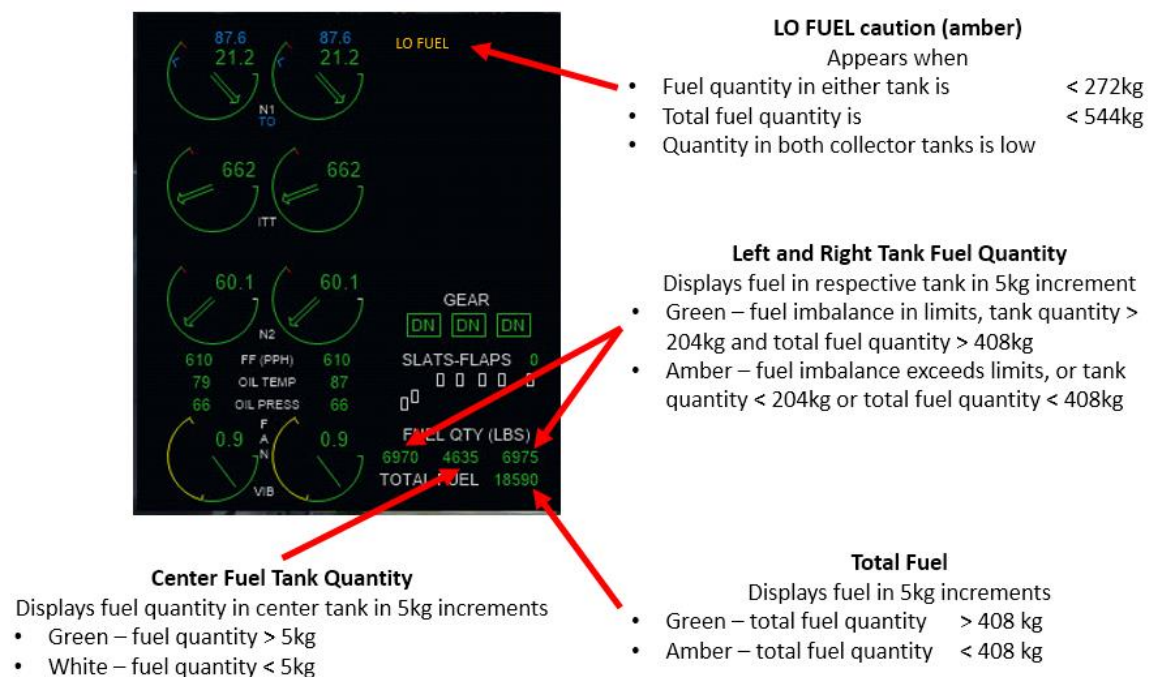 87.6 87.6
21.2 21.2
LO FUEL
N1
TO
662 662
ITT
60.1 60.1
N2
GEAR
DN DN DN
610 FF (PPH) 610
SLATS-FLAPS 0
79 OIL TEMP 87
66 OIL PRESS 66
F
A
N
0.9 0.9
VIB
FUEL QTY (LBS)
6970 4635 6975
TOTAL FUEL 18590
LO FUEL caution (amber)
Appears when
• Fuel quantity in either tank is < 272kg
• Total fuel quantity is < 544kg
• Quantity in both collector tanks is low
Left and Right Tank Fuel Quantity
Displays fuel in respective tank in 5kg increment
• Green – fuel imbalance in limits, tank quantity >
204kg and total fuel quantity > 408kg
• Amber – fuel imbalance exceeds limits, or tank
quantity < 204kg or total fuel quantity < 408kg
Center Fuel Tank Quantity
Displays fuel quantity in center tank in 5kg increments
• Green – fuel quantity > 5kg
• White – fuel quantity < 5kg
Total Fuel
Displays fuel in 5kg increments
• Green – total fuel quantity > 408 kg
• Amber – total fuel quantity < 408 kg